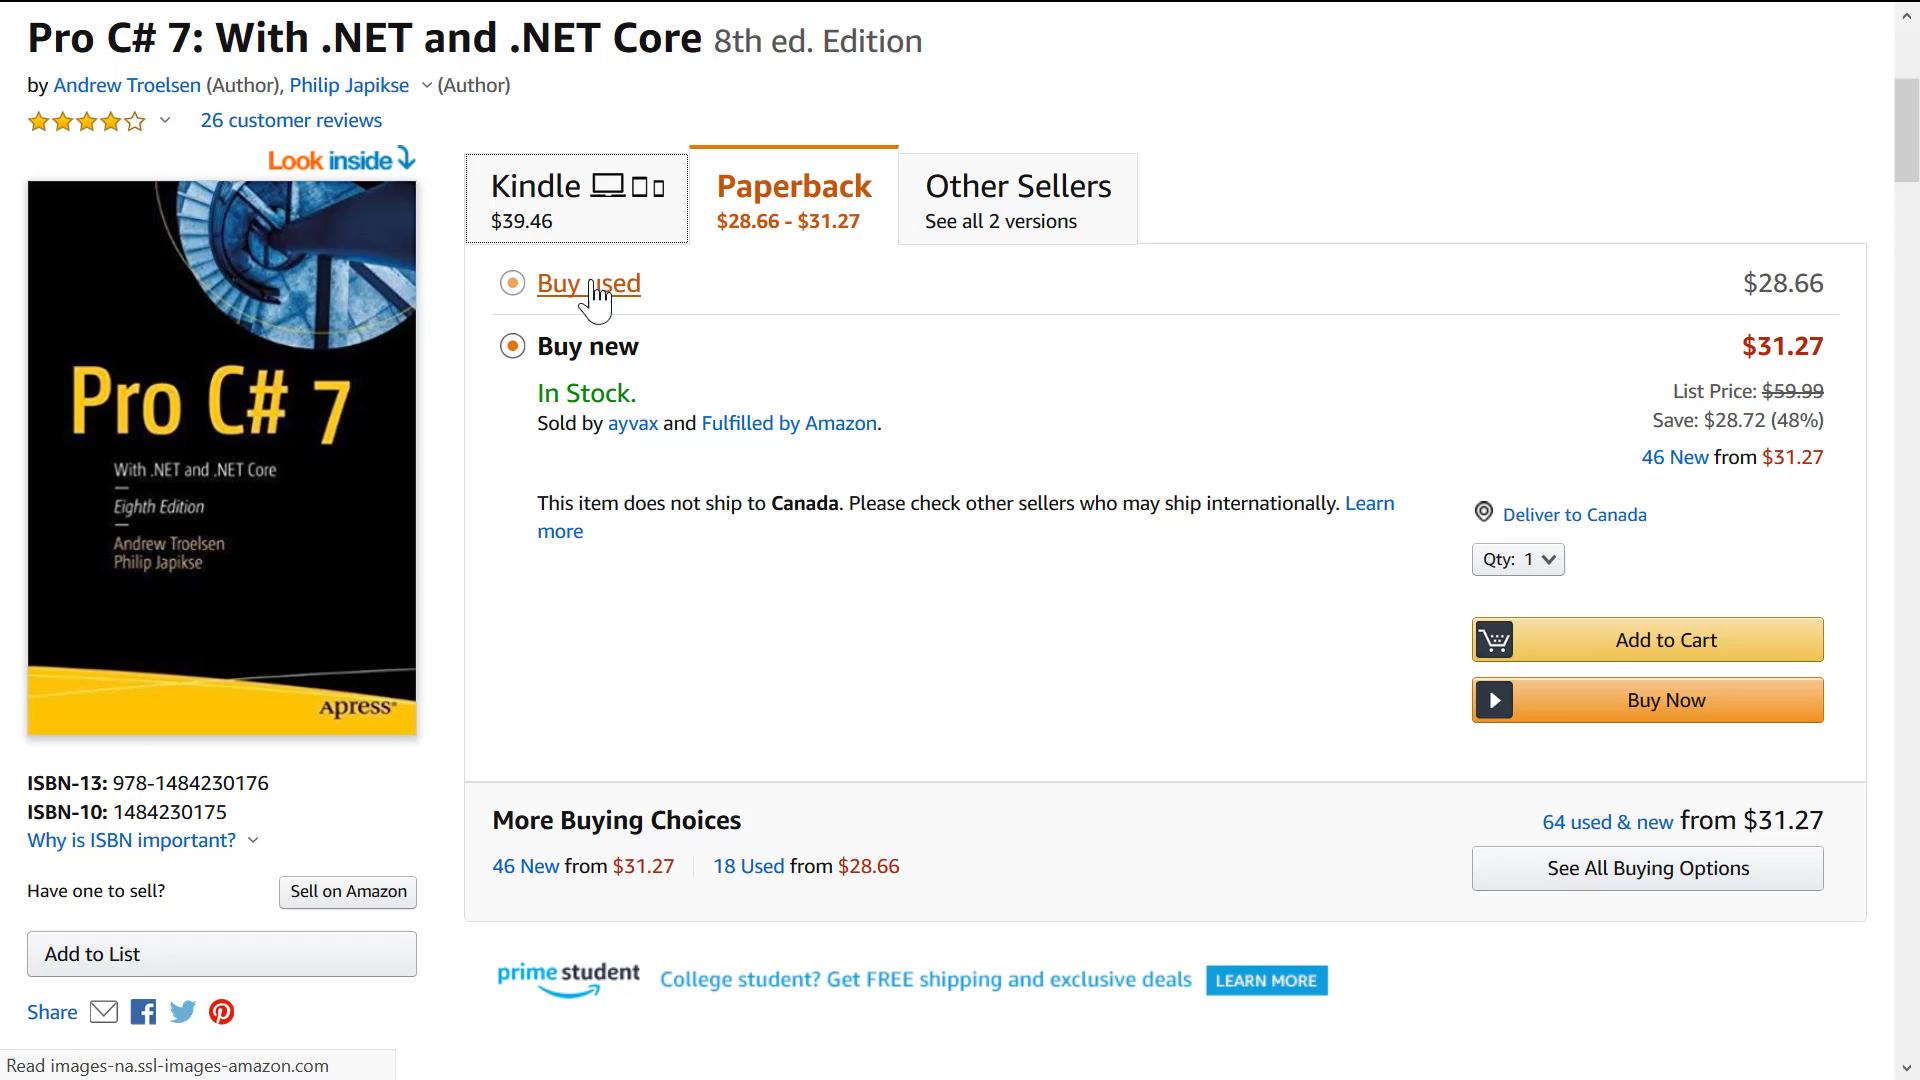 Pro C# 7: With .NET and .NET Core 8th ed. Edition
by Andrew Troelsen (Author), Philip Japikse (Author)
26 customer reviews
Look inside
Pro C# 7
With .NET and .NET Core
Eighth Edition
Andrew Troelsen
Philip Japikse
Apress®
ISBN-13: 978-1484230176
ISBN-10: 1484230175
Why is ISBN important?
Have one to sell? Sell on Amazon
Add to List
Share
Kindle
$39.46
Paperback
$28.66 - $31.27
Other Sellers
See all 2 versions
Buy used $28.66
Buy new $31.27
In Stock.
Sold by ayvax and Fulfilled by Amazon.
List Price: $59.99
Save: $28.72 (48%)
46 New from $31.27
This item does not ship to Canada. Please check other sellers who may ship internationally. Learn
more
Deliver to Canada
Qty: 1
Add to Cart
Buy Now
More Buying Choices
46 New from $31.27 18 Used from $28.66
64 used & new from $31.27
See All Buying Options
prime student College student? Get FREE shipping and exclusive deals LEARN MORE
Read images-na.ssl-images-amazon.com